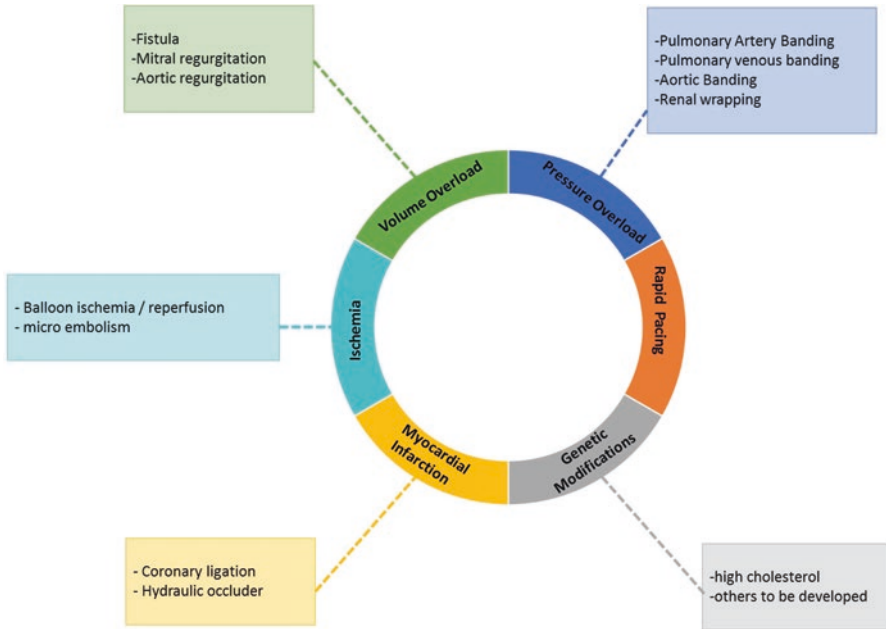 -Fistula
-Mitral regurgitation
-Aortic regurgitation
-Pulmonary Artery Banding
-Pulmonary venous banding
-Aortic Banding
-Renal wrapping
Volume Overload
Pressure Overload
- Balloon ischemia / reperfusion
- micro embolism
Ischemia
Rapid Pacing
Myocardial
Infarction
Genetic
Modifications
- Coronary ligation
- Hydraulic occluder
-high cholesterol
-others to be developed